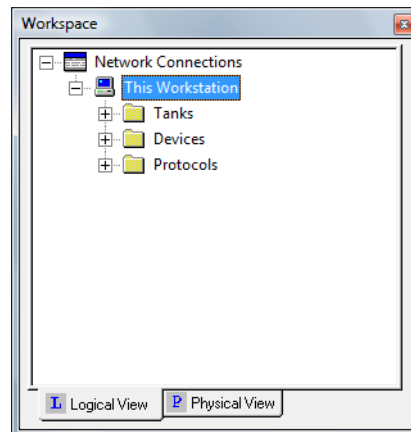 Workspace
Network Connections
This Workstation
Tanks
Devices
Protocols
L Logical View P Physical View